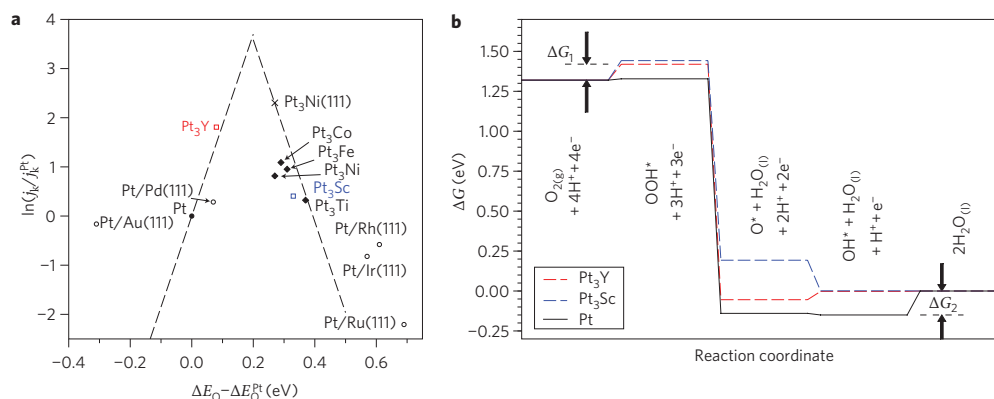 a
ln(jₖ/jₖᴾᵗ)
4
3
2
1
0
−1
−2
Pt₃Ni(111)
Pt₃Y
Pt₃Co
Pt₃Fe
Pt₃Ni
Pt₃Sc
Pt₃Ti
Pt/Pd(111)
Pt
Pt/Au(111)
Pt/Rh(111)
Pt/Ir(111)
Pt/Ru(111)
−0.4 −0.2 0.0 0.2 0.4 0.6
ΔE_O − ΔE_O^Pt (eV)
b
ΔG (eV)
1.50
1.25
1.00
0.75
0.50
0.25
0.00
−0.25
ΔG₁
O₂(g)
+ 4H⁺ + 4e⁻
OOH*
+ 3H⁺ + 3e⁻
O* + H₂O(l)
+ 2H⁺ + 2e⁻
OH* + H₂O(l)
+ H⁺ + e⁻
2H₂O(l)
ΔG₂
Pt₃Y
Pt₃Sc
Pt
Reaction coordinate